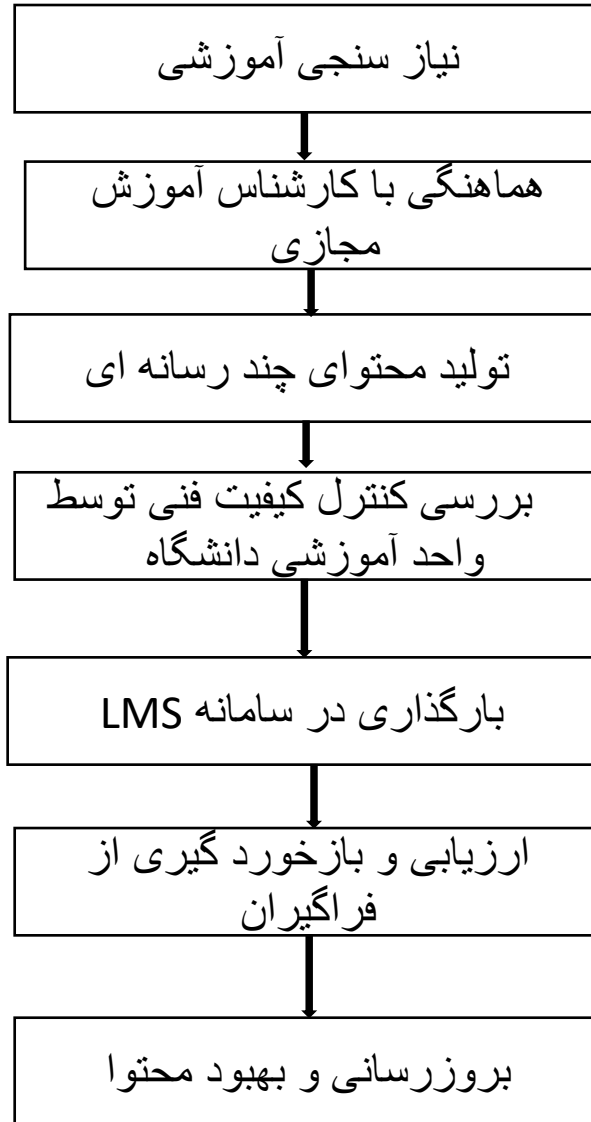 نیاز سنجی آموزشی
هماهنگی با کارشناس آموزش
مجازی
تولید محتوای چند رسانه ای
بررسی کنترل کیفیت فنی توسط
واحد آموزشی دانشگاه
بارگذاری در سامانه LMS
ارزیابی و بازخورد گیری از
فراگیران
بروزرسانی و بهبود محتوا